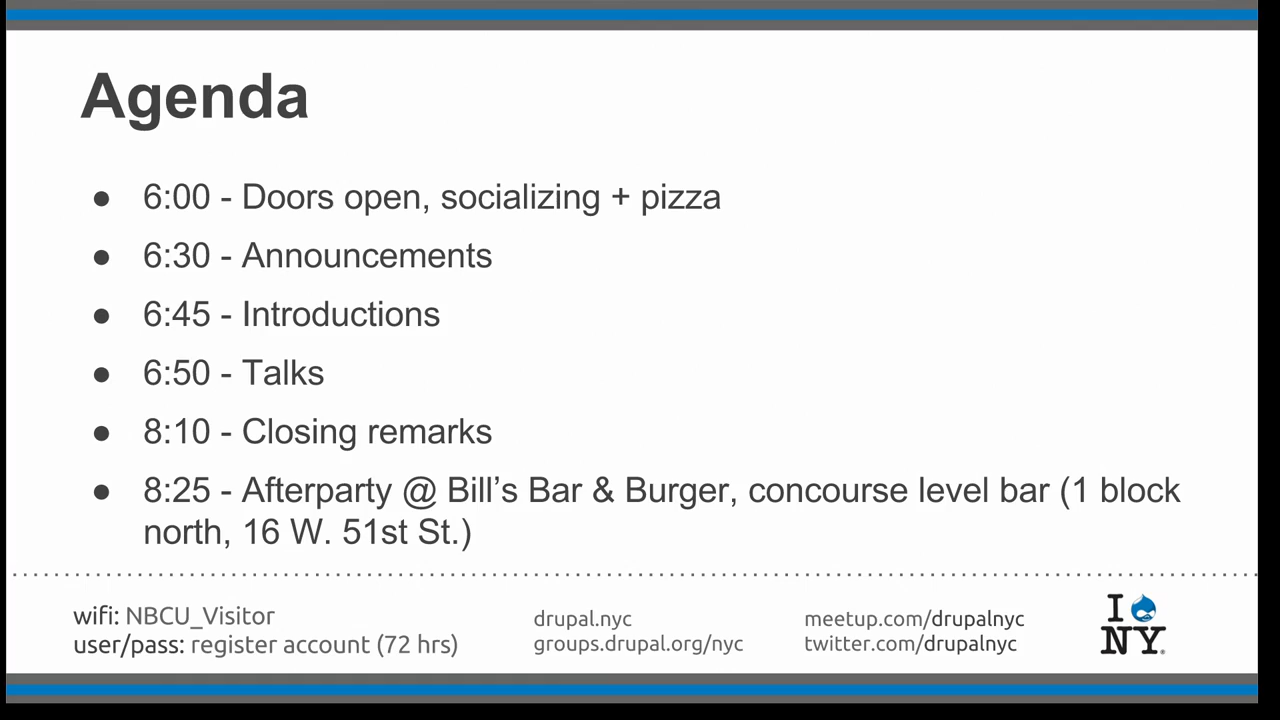 Agenda
● 6:00 - Doors open, socializing + pizza
● 6:30 - Announcements
● 6:45 - Introductions
● 6:50 - Talks
● 8:10 - Closing remarks
● 8:25 - Afterparty @ Bill’s Bar & Burger, concourse level bar (1 block
north, 16 W. 51st St.)
wifi: NBCU_Visitor
user/pass: register account (72 hrs)
drupal.nyc
groups.drupal.org/nyc
meetup.com/drupalnyc
twitter.com/drupalnyc
I
NY®